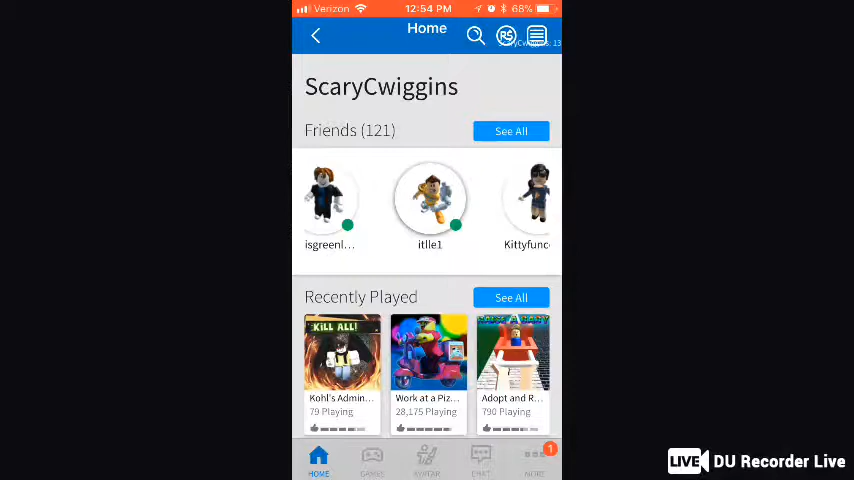 Verizon 12:54 PM 68%
Home
R$
ScaryCwiggins: 13
ScaryCwiggins
Friends (121) See All
isgreenl... itlle1 Kittyfunc
Recently Played See All
KILL ALL!
Kohl's Admin... Work at a Piz... Adopt and R...
79 Playing 28,175 Playing 790 Playing
HOME GAMES AVATAR CHAT MORE 1
LIVE DU Recorder Live